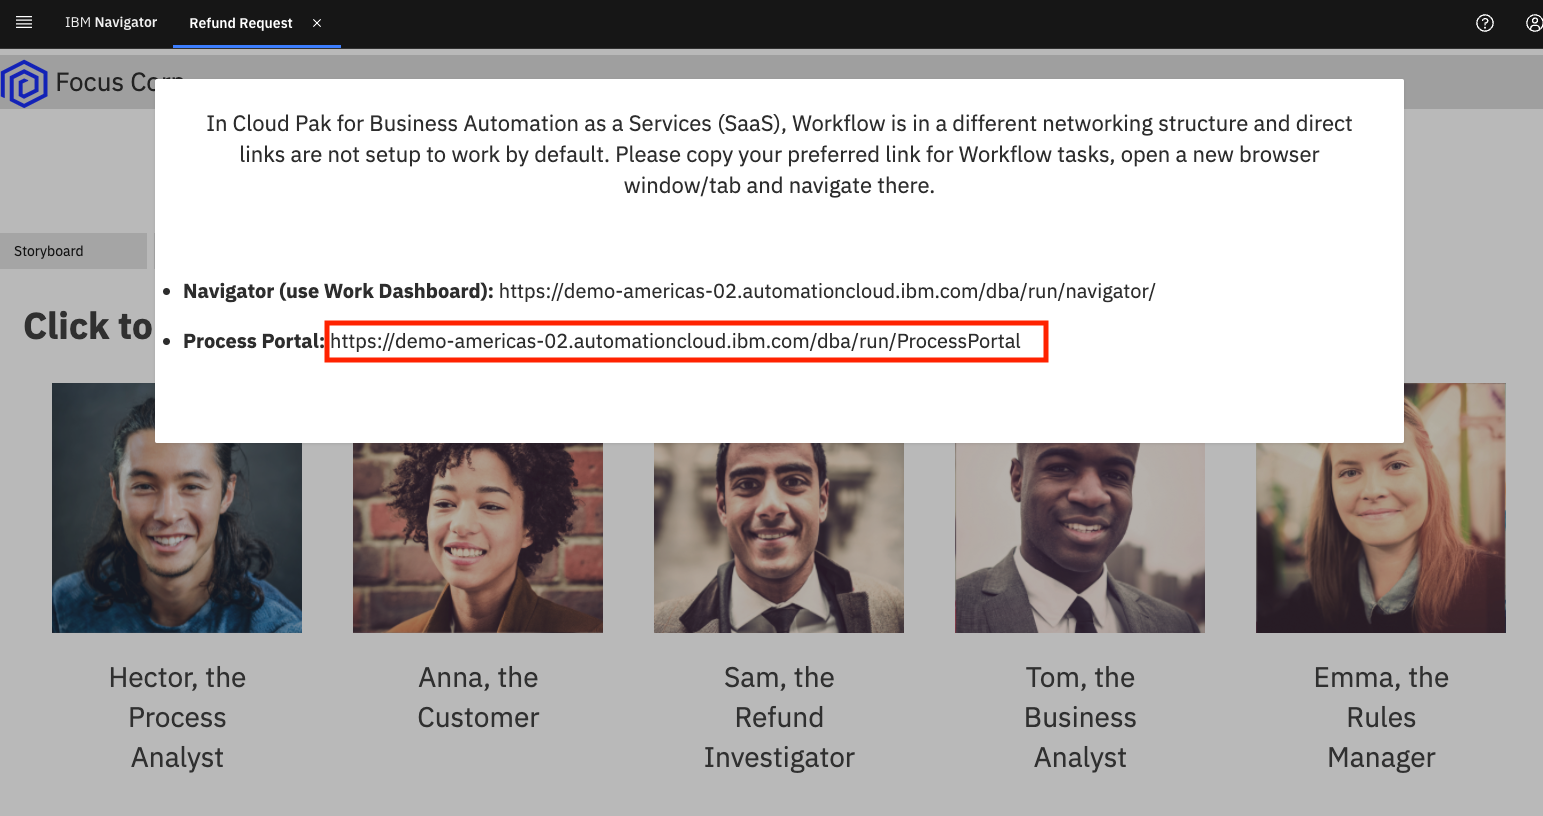 IBM Navigator Refund Request
Focus Corp
In Cloud Pak for Business Automation as a Services (SaaS), Workflow is in a different networking structure and direct
links are not setup to work by default. Please copy your preferred link for Workflow tasks, open a new browser
window/tab and navigate there.
Storyboard
• Navigator (use Work Dashboard): https://demo-americas-02.automationcloud.ibm.com/dba/run/navigator/
Click to
• Process Portal: https://demo-americas-02.automationcloud.ibm.com/dba/run/ProcessPortal
Hector, the
Process
Analyst
Anna, the
Customer
Sam, the
Refund
Investigator
Tom, the
Business
Analyst
Emma, the
Rules
Manager